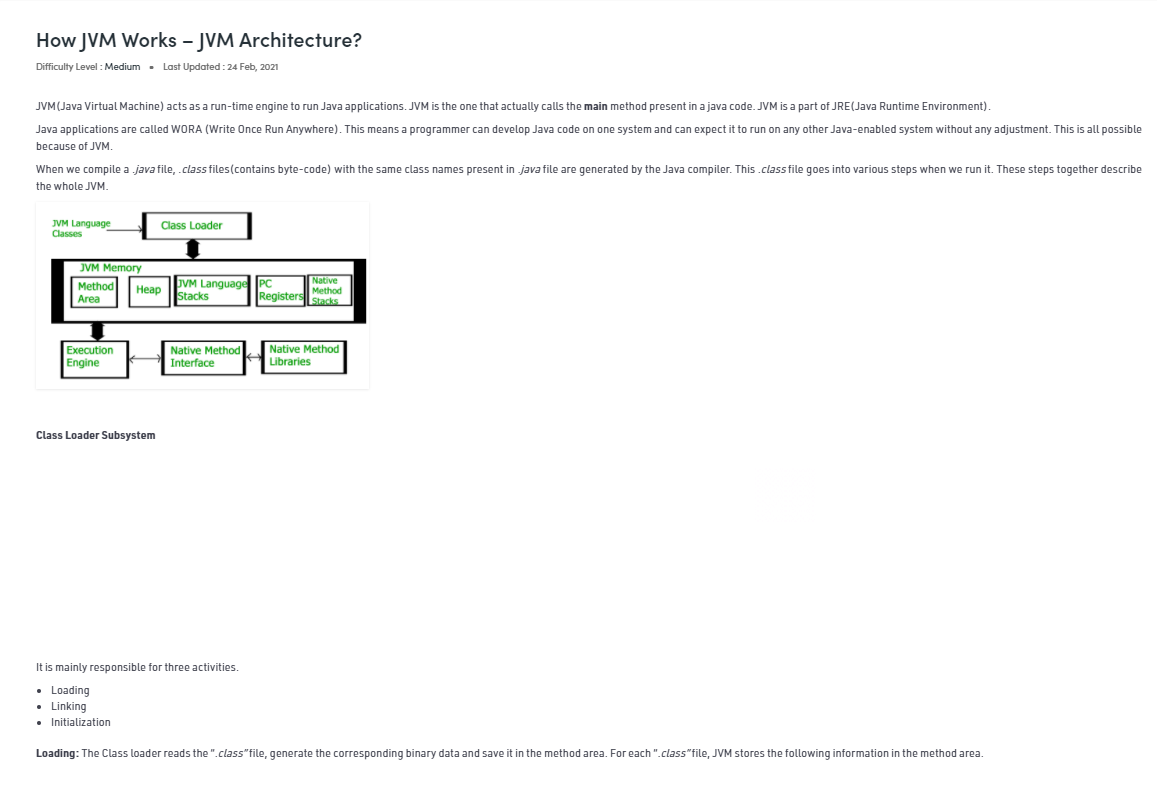 How JVM Works – JVM Architecture?
Difficulty Level : Medium • Last Updated : 24 Feb, 2021
JVM(Java Virtual Machine) acts as a run-time engine to run Java applications. JVM is the one that actually calls the main method present in a java code. JVM is a part of JRE(Java Runtime Environment).
Java applications are called WORA (Write Once Run Anywhere). This means a programmer can develop Java code on one system and can expect it to run on any other Java-enabled system without any adjustment. This is all possible
because of JVM.
When we compile a .java file, .class files(contains byte-code) with the same class names present in .java file are generated by the Java compiler. This .class file goes into various steps when we run it. These steps together describe
the whole JVM.
JVM Language
Classes
Class Loader
JVM Memory
Method
Area
Heap
JVM Language
Stacks
PC
Registers
Native
Method
Stacks
Execution
Engine
Native Method
Interface
Native Method
Libraries
Class Loader Subsystem
It is mainly responsible for three activities.
• Loading
• Linking
• Initialization
Loading: The Class loader reads the ".class" file, generate the corresponding binary data and save it in the method area. For each ".class" file, JVM stores the following information in the method area.